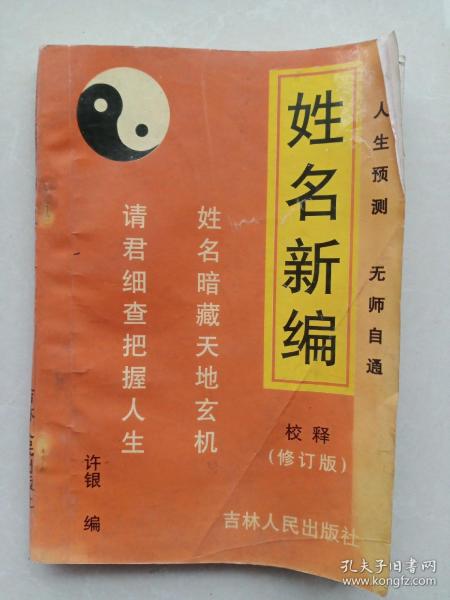 人生预测 无师自通
姓名新编
校释
(修订版)
姓名暗藏天地玄机
请君细查把握人生
许银 编
吉林人民出版社
孔夫子旧书网
kongfz.com